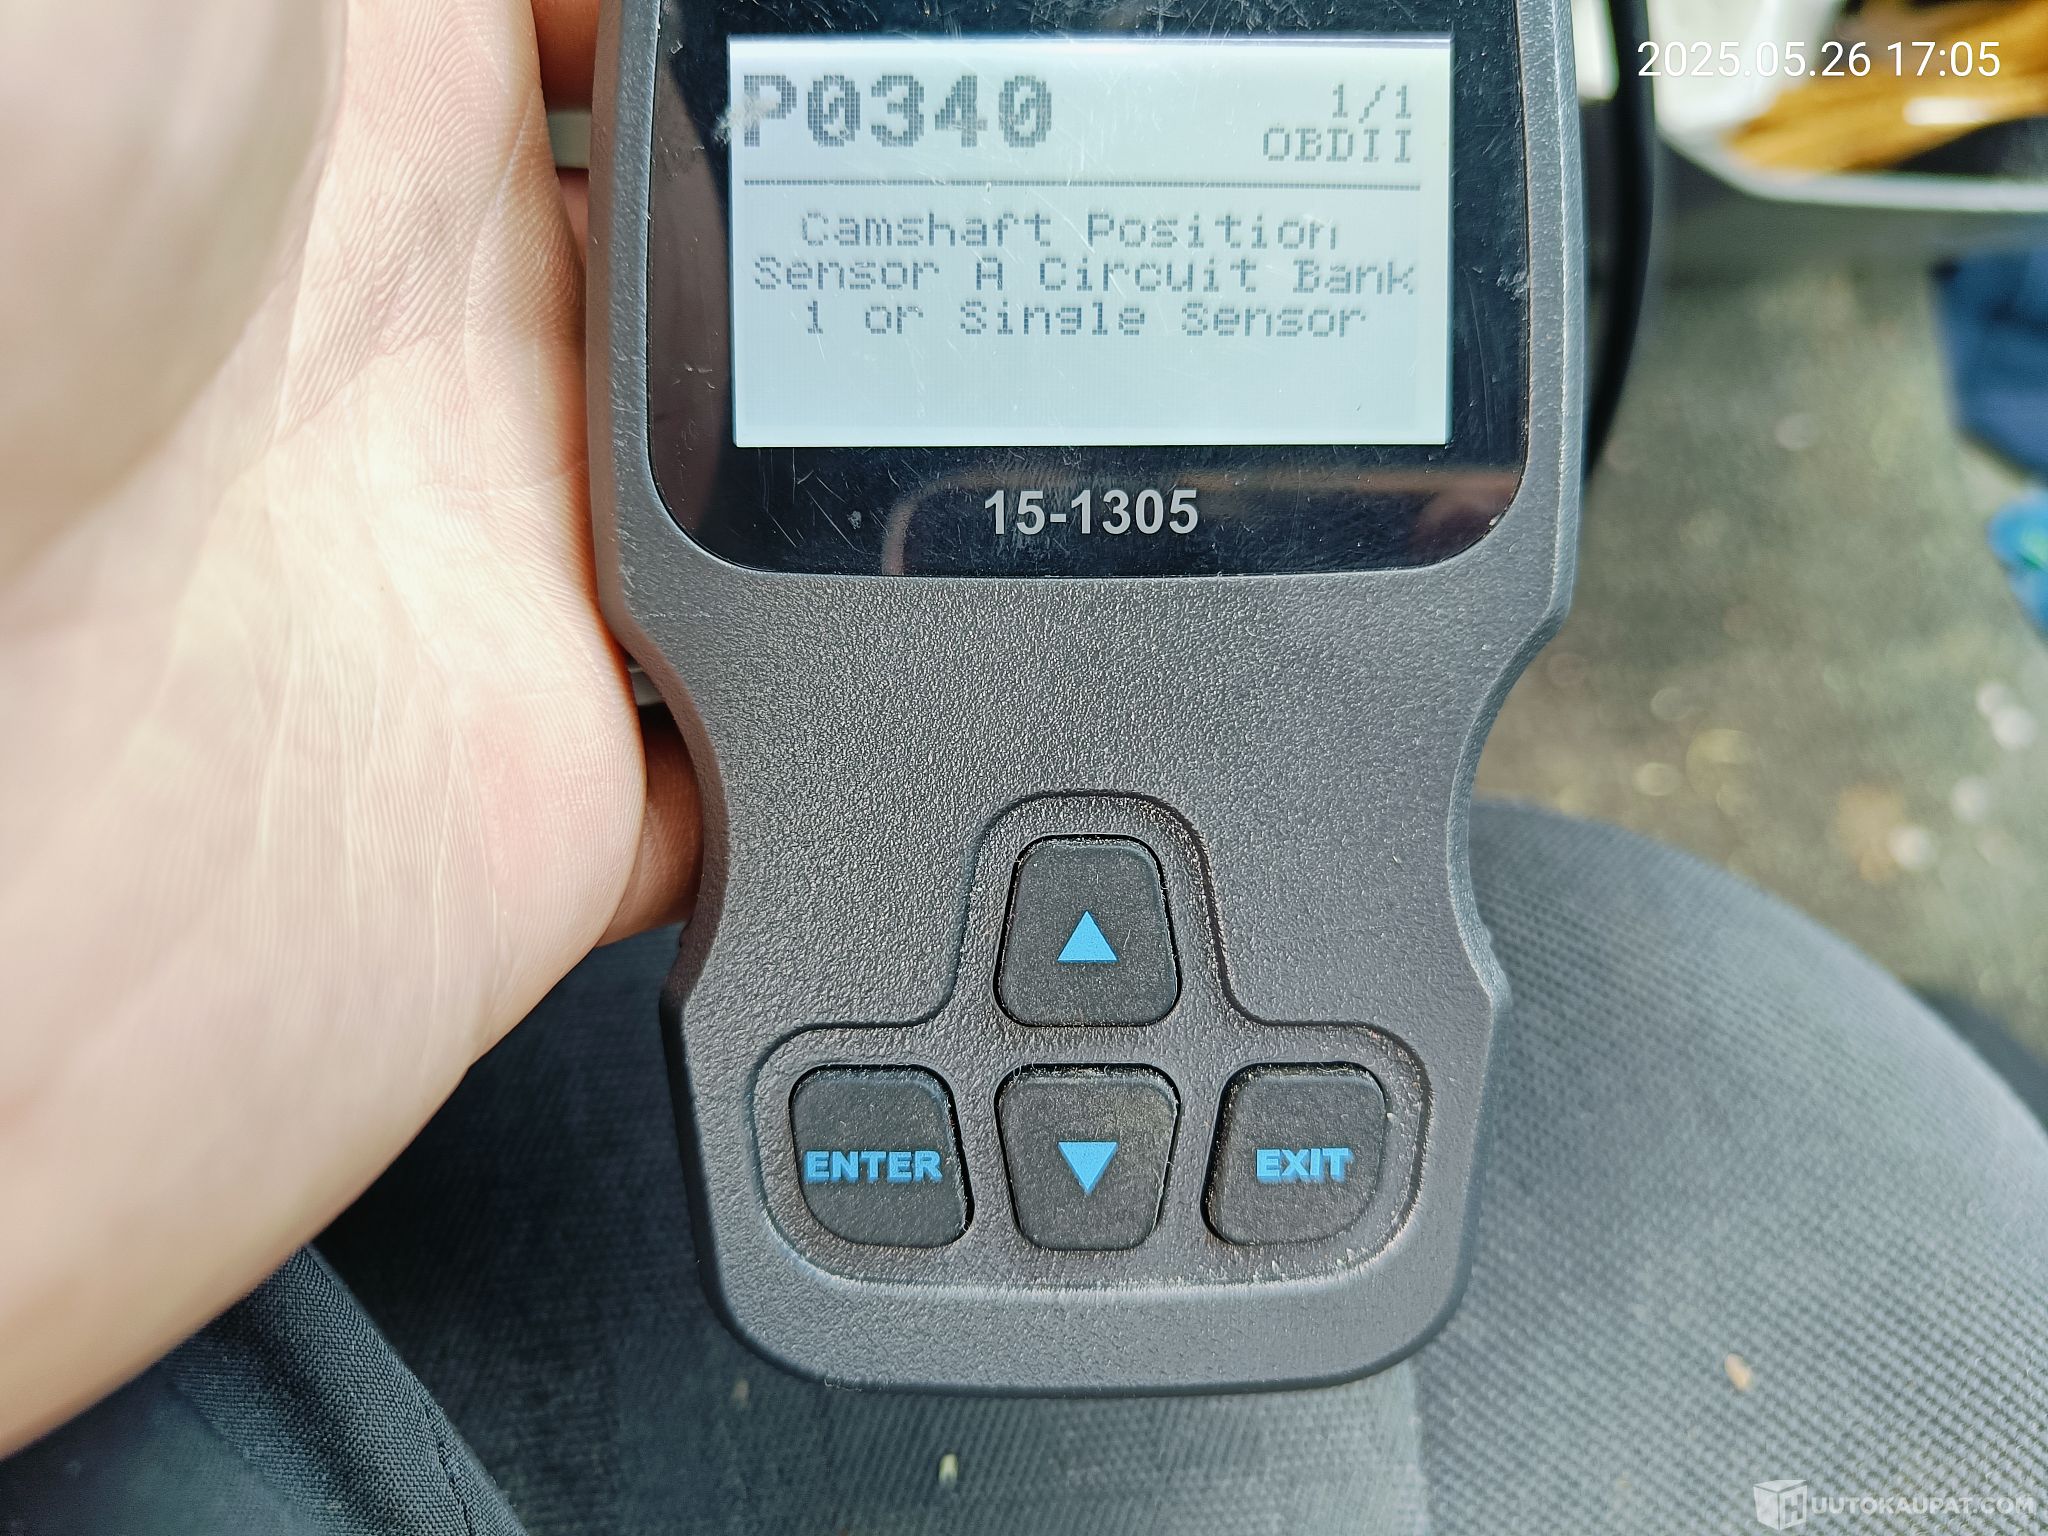 2025.05.26 17:05
P0340
1/1
OBDII
Camshaft Position
Sensor A Circuit Bank
1 or Single Sensor
15-1305
ENTER
EXIT
HUUTOKAUPAT.COM